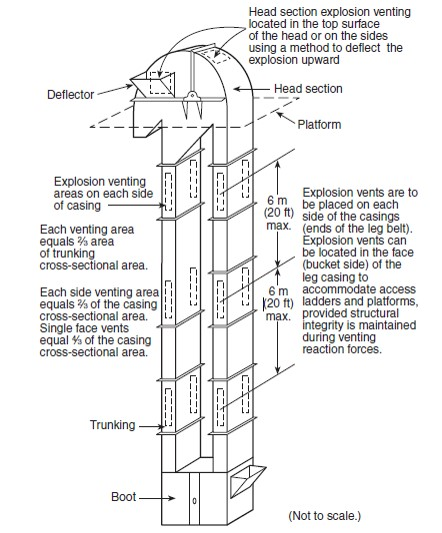 Head section explosion venting
located in the top surface
of the head or on the sides
using a method to deflect the
explosion upward
Deflector
Head section
Platform
Explosion venting
areas on each side
of casing
Each venting area
equals ⅔ area
of trunking
cross-sectional area.
Each side venting area
equals ⅔ of the casing
cross-sectional area.
Single face vents
equal ⅘ of the casing
cross-sectional area.
6 m
(20 ft)
max.
6 m
(20 ft)
max.
Explosion vents are to
be placed on each
side of the casings
(ends of the leg belt).
Explosion vents can
be located in the face
(bucket side) of the
leg casing to
accommodate access
ladders and platforms,
provided structural
integrity is maintained
during venting
reaction forces.
Trunking
Boot
(Not to scale.)